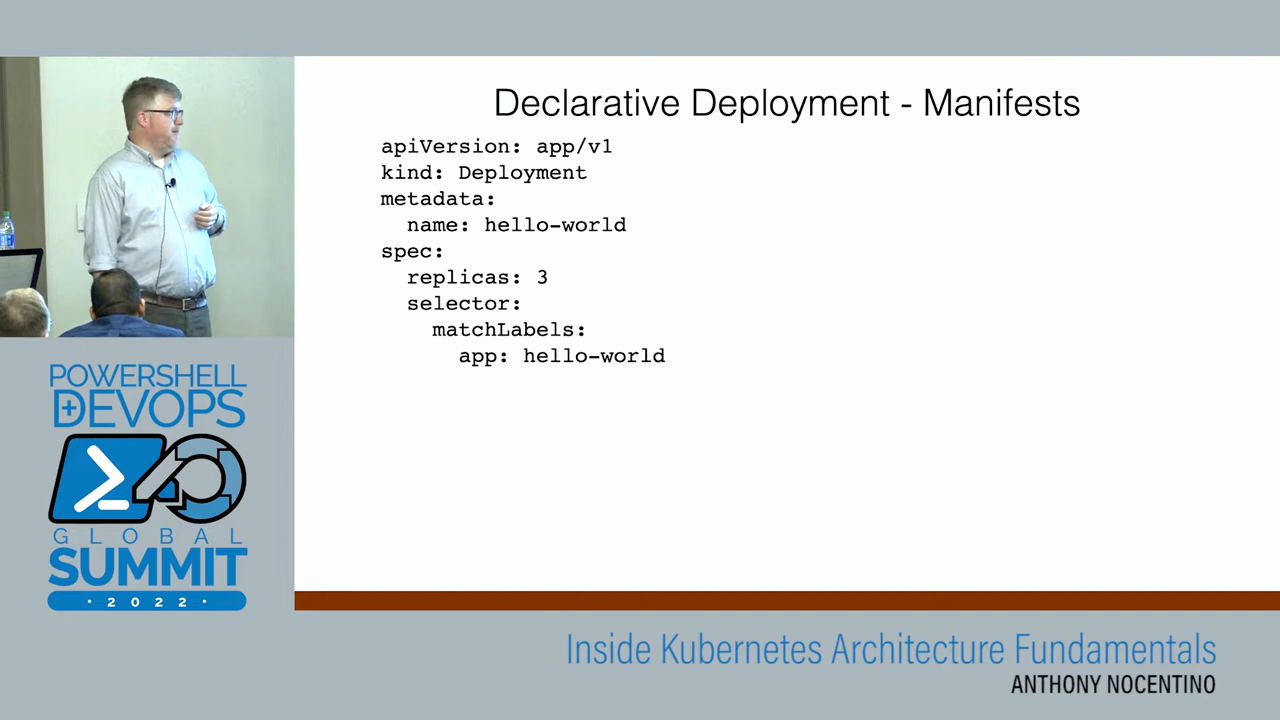 Declarative Deployment - Manifests
apiVersion: app/v1
kind: Deployment
metadata:
  name: hello-world
spec:
  replicas: 3
  selector:
    matchLabels:
      app: hello-world
POWERSHELL
+DEVOPS
GLOBAL
SUMMIT
· 2022 ·
Inside Kubernetes Architecture Fundamentals
ANTHONY NOCENTINO